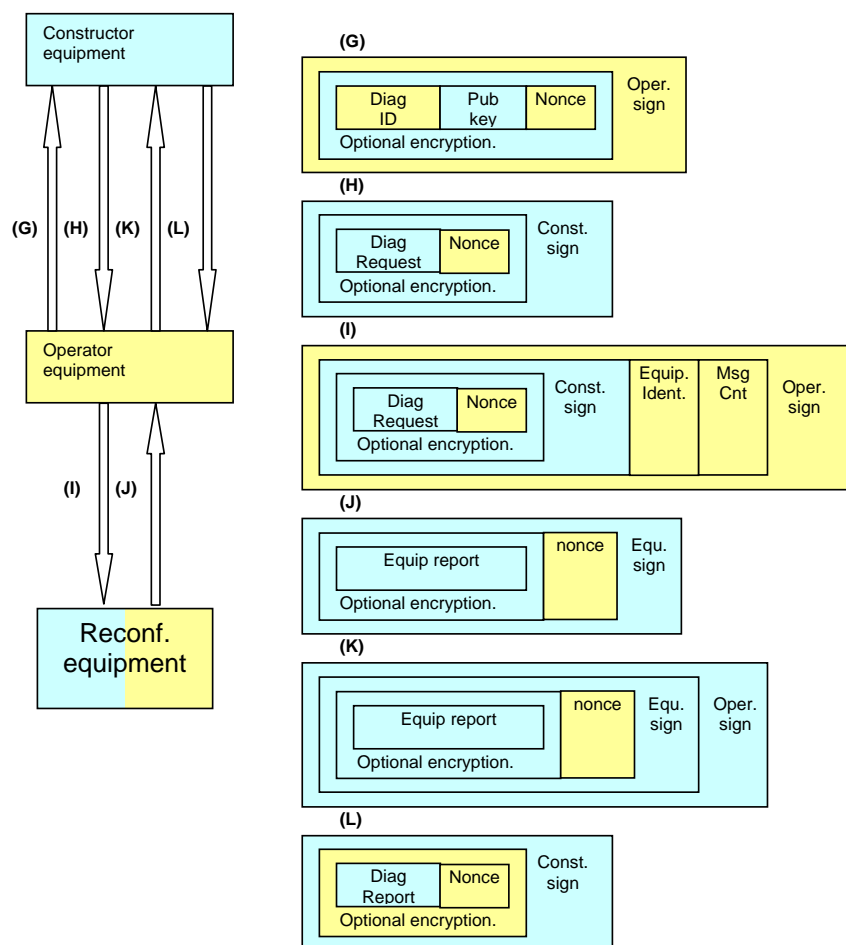 Constructor
equipment
(G)
(H)
(K)
(L)
Operator
equipment
(I)
(J)
Reconf.
equipment
(G)
Diag
ID
Pub
key
Nonce
Optional encryption.
Oper.
sign
(H)
Diag
Request
Nonce
Optional encryption.
Const.
sign
(I)
Diag
Request
Nonce
Optional encryption.
Const.
sign
Equip.
Ident.
Msg
Cnt
Oper.
sign
(J)
Equip report
Optional encryption.
nonce
Equ.
sign
(K)
Equip report
Optional encryption.
nonce
Equ.
sign
Oper.
sign
(L)
Diag
Report
Nonce
Optional encryption.
Const.
sign